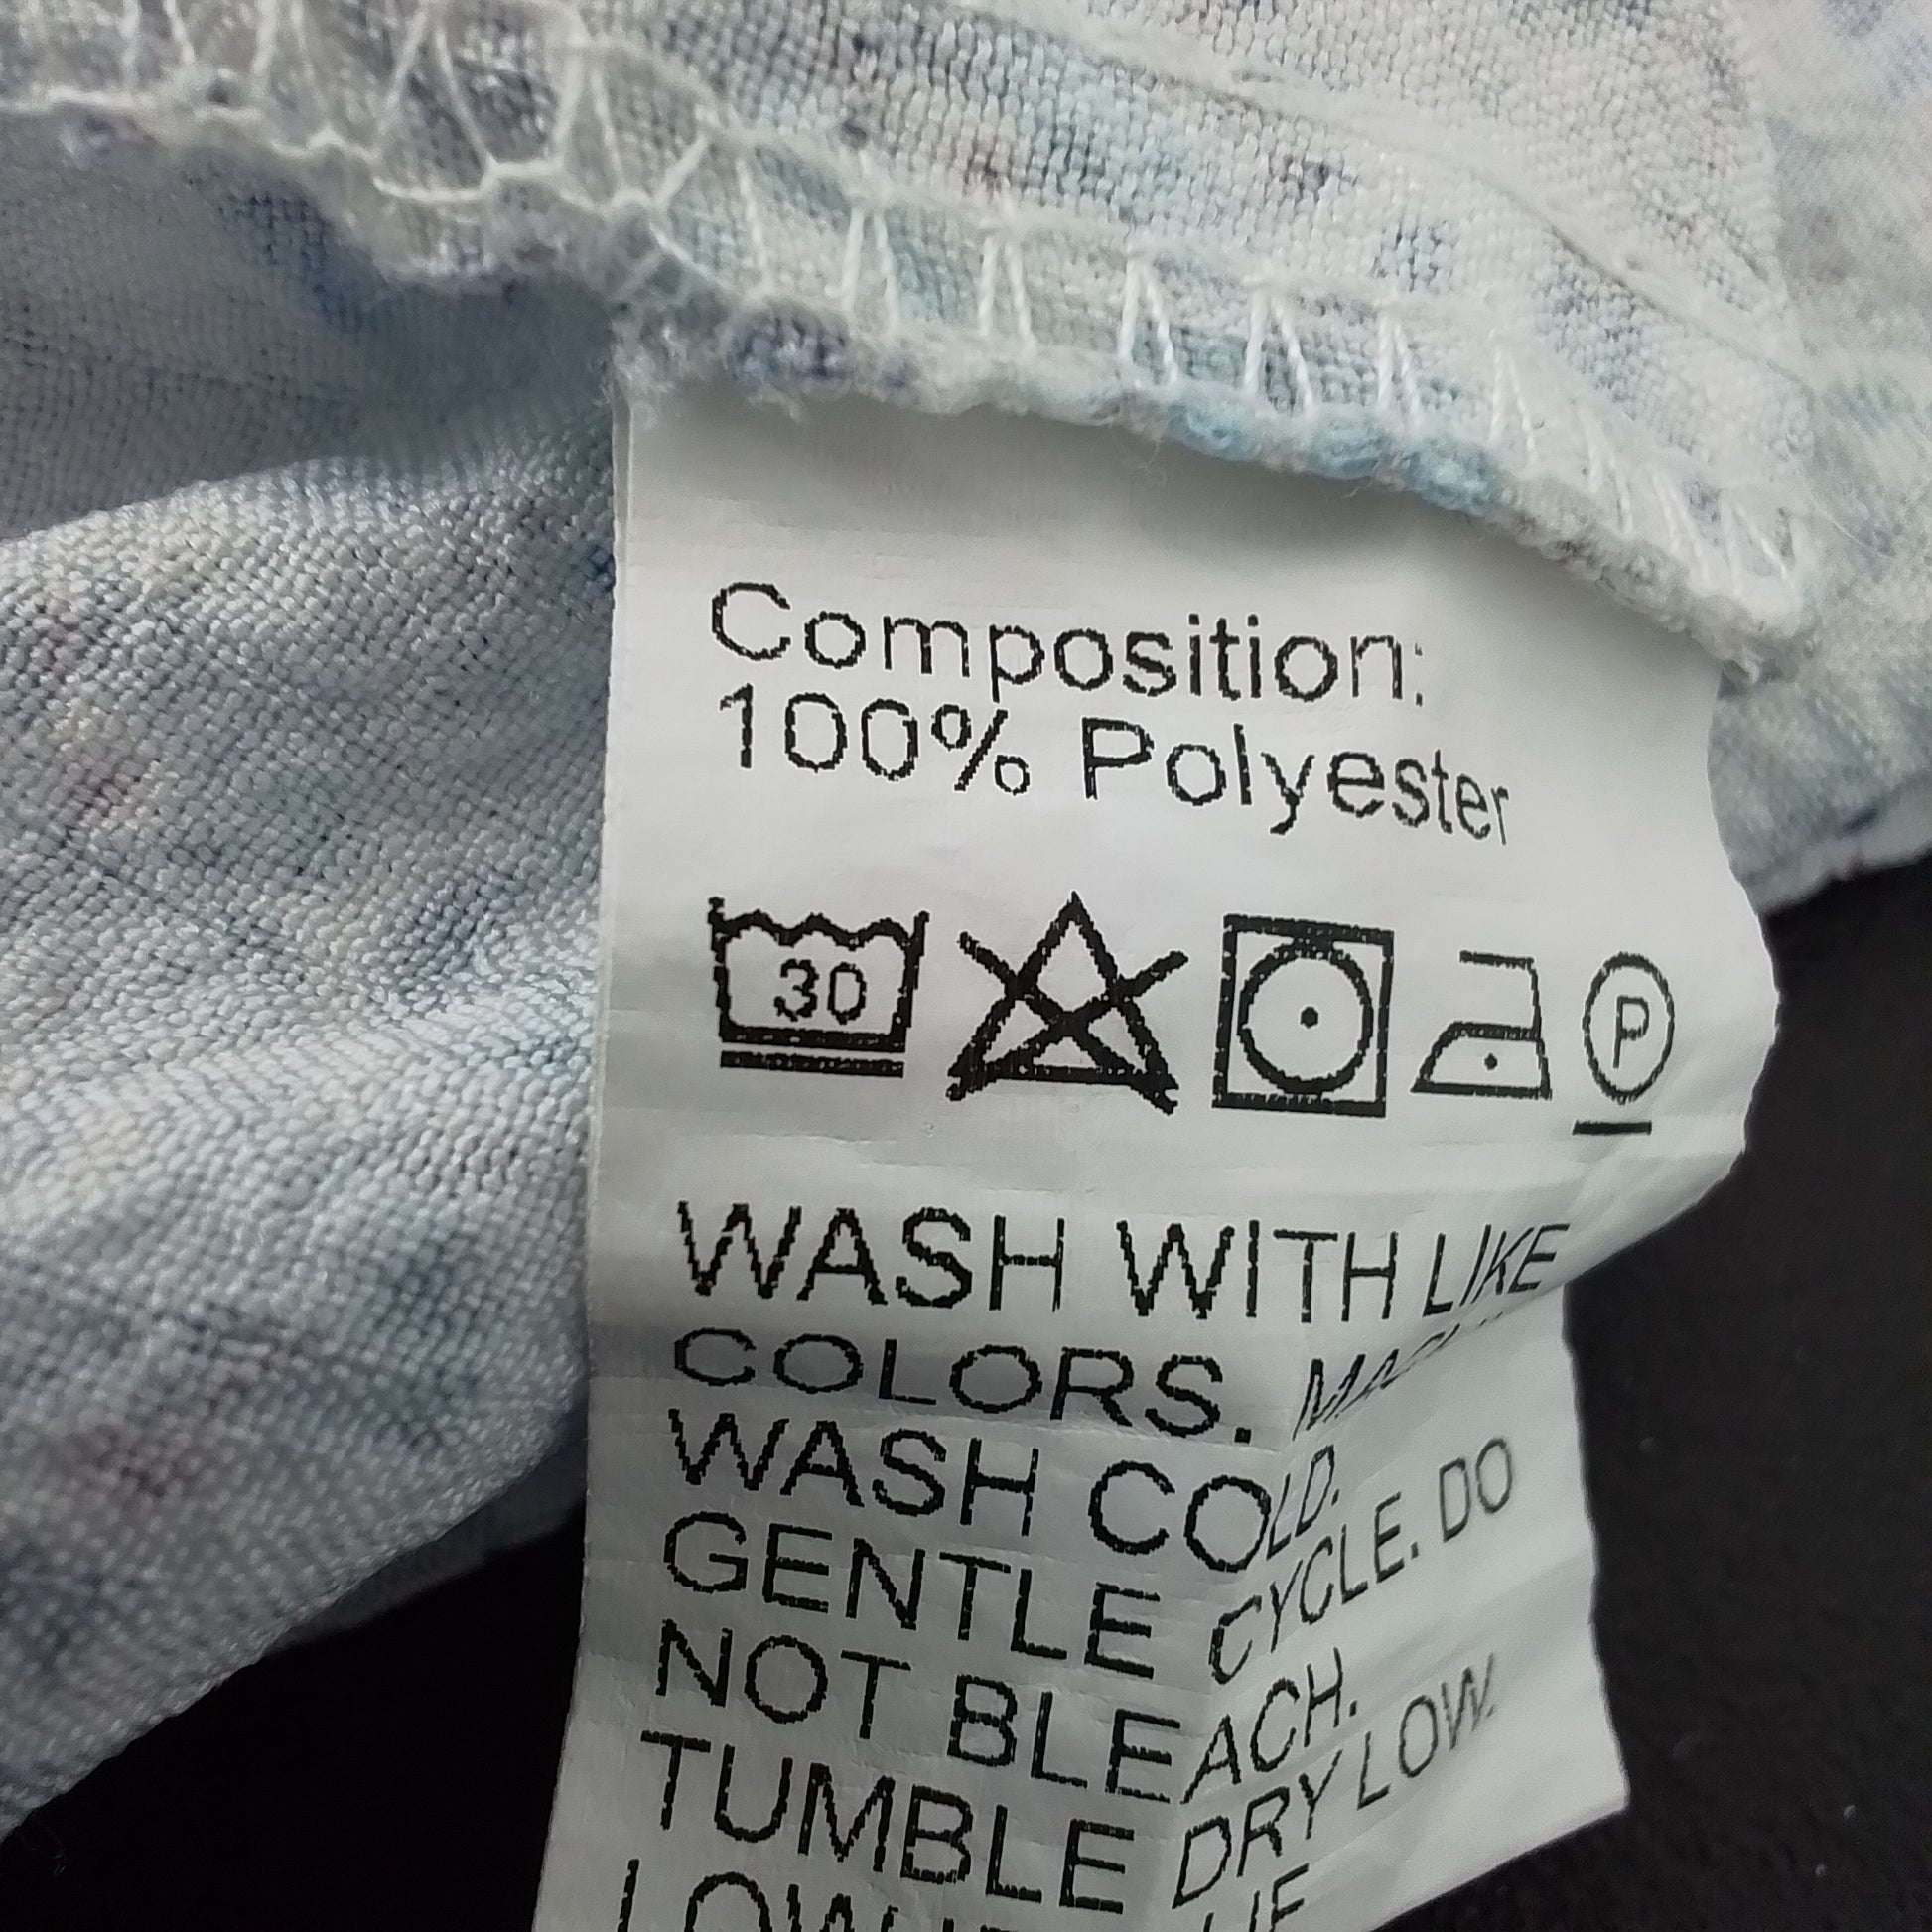 Composition:
100% Polyester
30
P
WASH WITH LIKE
COLORS.
WASH COLD.
GENTLE CYCLE. DO
NOT BLEACH.
TUMBLE DRY LOW.